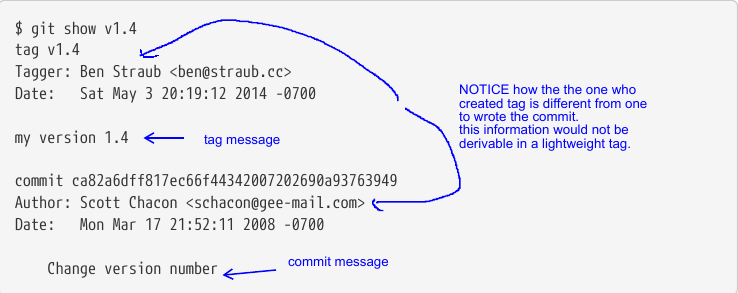 $ git show v1.4
tag v1.4
Tagger: Ben Straub <ben@straub.cc>
Date:   Sat May 3 20:19:12 2014 -0700
NOTICE how the the one who
created tag is different from one
to wrote the commit.
this information would not be
derivable in a lightweight tag.
my version 1.4
tag message
commit ca82a6dff817ec66f44342007202690a93763949
Author: Scott Chacon <schacon@gee-mail.com>
Date:   Mon Mar 17 21:52:11 2008 -0700
Change version number
commit message